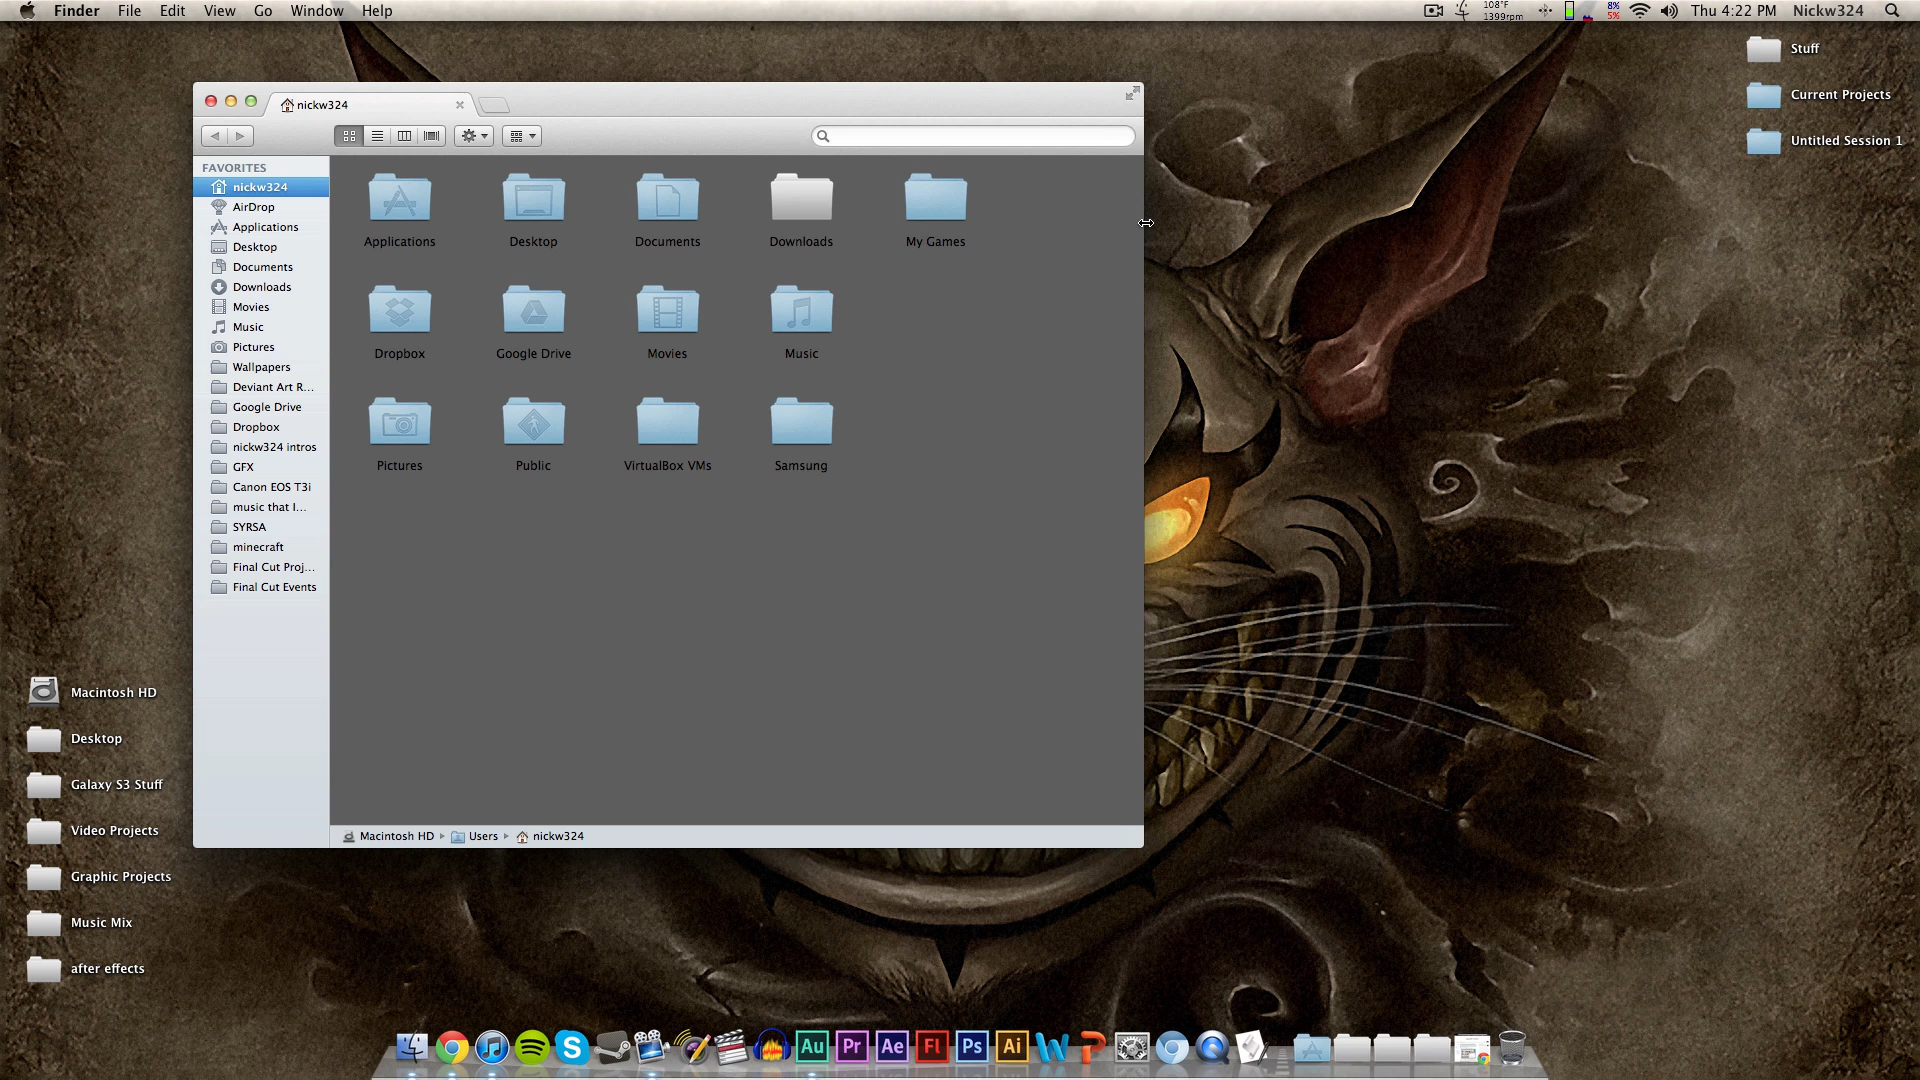 Finder File Edit View Go Window Help
108°F
1399rpm
8%
5%
Thu 4:22 PM Nickw324
Stuff
Current Projects
Untitled Session 1
nickw324
FAVORITES
nickw324
AirDrop
Applications
Desktop
Documents
Downloads
Movies
Music
Pictures
Wallpapers
Deviant Art R...
Google Drive
Dropbox
nickw324 intros
GFX
Canon EOS T3i
music that I...
SYRSA
minecraft
Final Cut Proj...
Final Cut Events
Applications Desktop Documents Downloads My Games
Dropbox Google Drive Movies Music
Pictures Public VirtualBox VMs Samsung
Macintosh HD Users nickw324
Macintosh HD
Desktop
Galaxy S3 Stuff
Video Projects
Graphic Projects
Music Mix
after effects
Au Pr Ae Fl Ps Ai